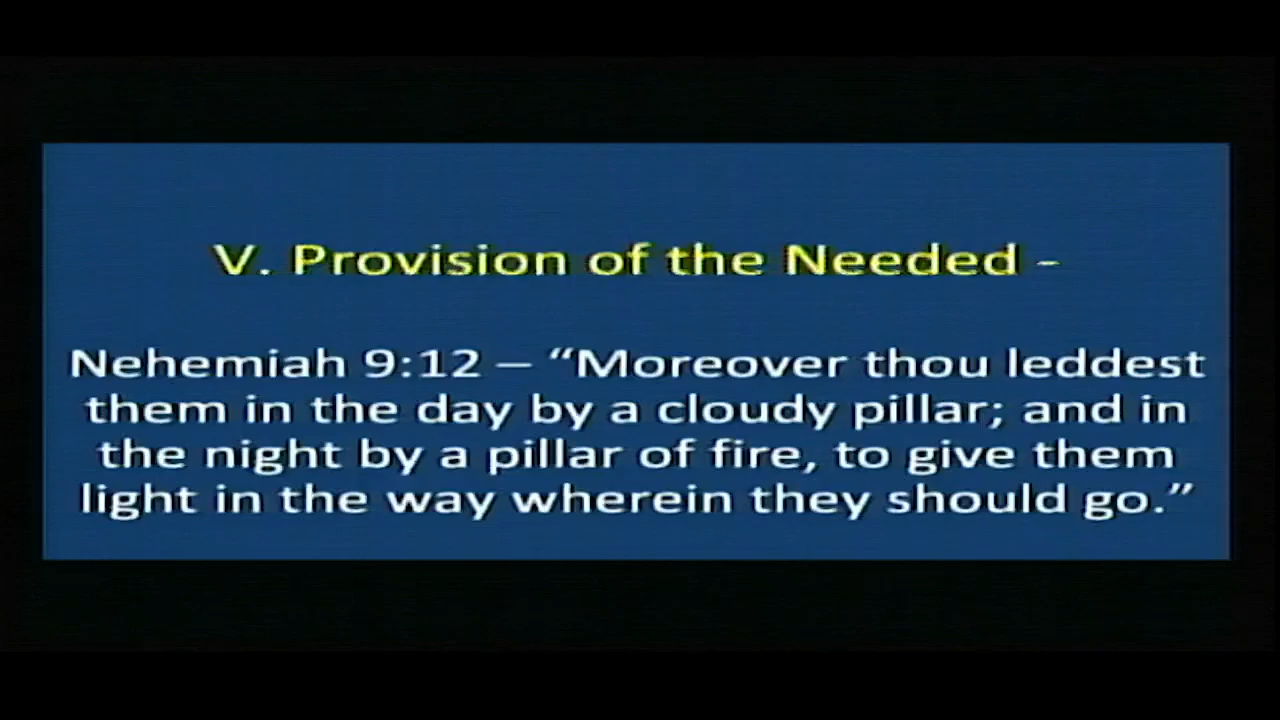 V. Provision of the Needed -
Nehemiah 9:12 – “Moreover thou leddest
them in the day by a cloudy pillar; and in
the night by a pillar of fire, to give them
light in the way wherein they should go.”